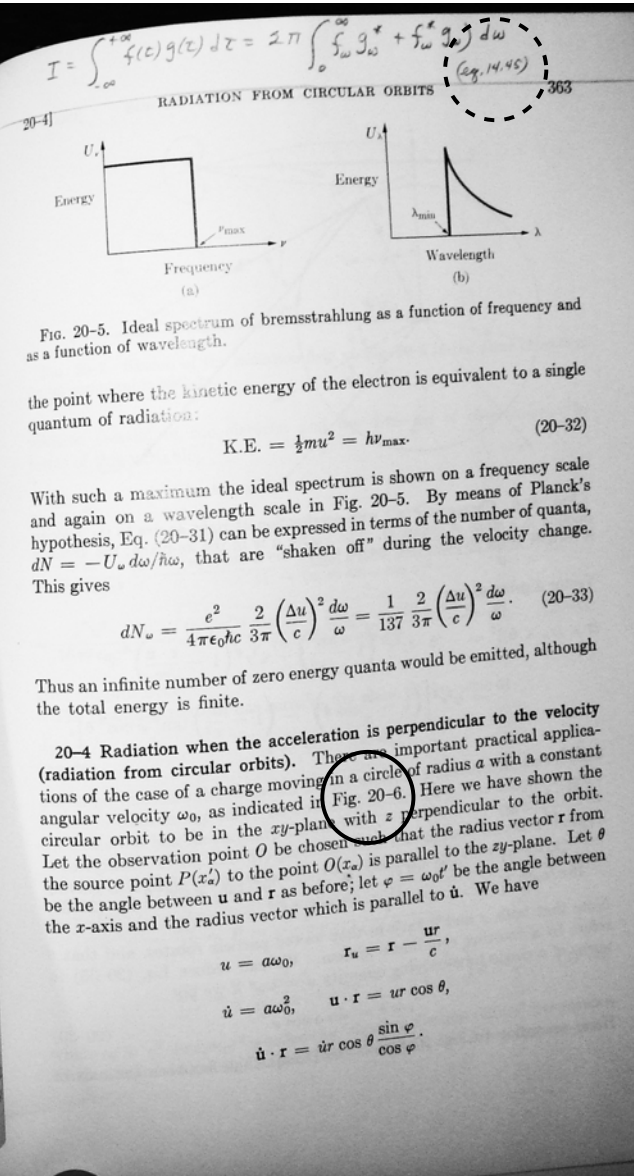 I = ∫_{-∞}^{+∞} f(t) g(t) dt = 2π ∫_0^∞ (f_ω g_ω^* + f_ω^* g_ω) dω
(eq. 14.45)
20–4] RADIATION FROM CIRCULAR ORBITS 363
U_ν
Energy
ν_max
ν
Frequency
(a)
U_λ
Energy
λ_min
λ
Wavelength
(b)
FIG. 20–5. Ideal spectrum of bremsstrahlung as a function of frequency and
as a function of wavelength.
the point where the kinetic energy of the electron is equivalent to a single
quantum of radiation:
K.E. = ½mu² = hν_max. (20–32)
With such a maximum the ideal spectrum is shown on a frequency scale
and again on a wavelength scale in Fig. 20–5. By means of Planck's
hypothesis, Eq. (20–31) can be expressed in terms of the number of quanta,
dN = −U_ω dω/ħω, that are “shaken off” during the velocity change.
This gives
dN_ω = e²/(4πε₀ħc) 2/(3π) (Δu/c)² dω/ω = 1/137 2/(3π) (Δu/c)² dω/ω. (20–33)
Thus an infinite number of zero energy quanta would be emitted, although
the total energy is finite.
20–4 Radiation when the acceleration is perpendicular to the velocity
(radiation from circular orbits). There are important practical applica-
tions of the case of a charge moving in a circle of radius a with a constant
angular velocity ω₀, as indicated in Fig. 20–6. Here we have shown the
circular orbit to be in the xy-plane with z perpendicular to the orbit.
Let the observation point O be chosen such that the radius vector r from
the source point P(x′_α) to the point O(x_α) is parallel to the zy-plane. Let θ
be the angle between u and r as before; let φ = ω₀t′ be the angle between
the x-axis and the radius vector which is parallel to u̇. We have
u = aω₀, r_u = r − ur/c,
u̇ = aω₀², u · r = ur cos θ,
u̇ · r = u̇r cos θ sin φ/cos φ.